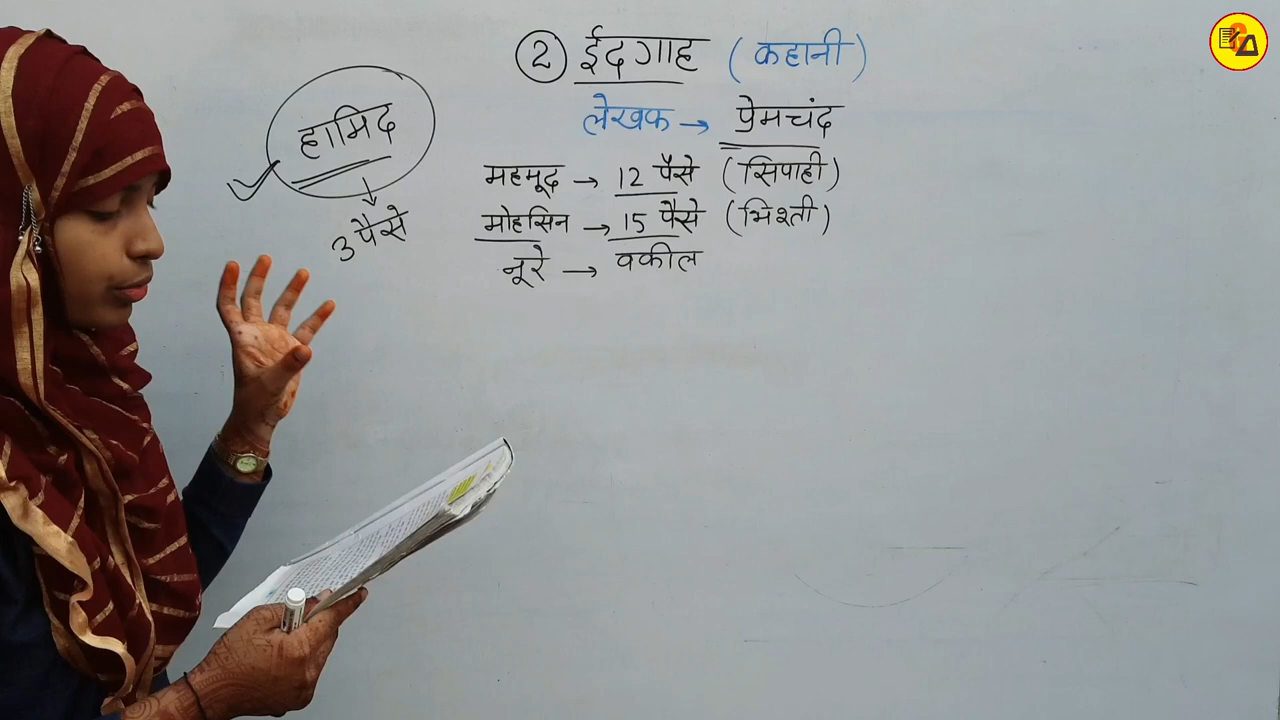 ② ईदगाह (कहानी)
लेखक → प्रेमचंद
हामिद
↓
3 पैसे
महमूद → 12 पैसे (सिपाही)
मोहसिन → 15 पैसे (भिश्ती)
नूरे → वकील